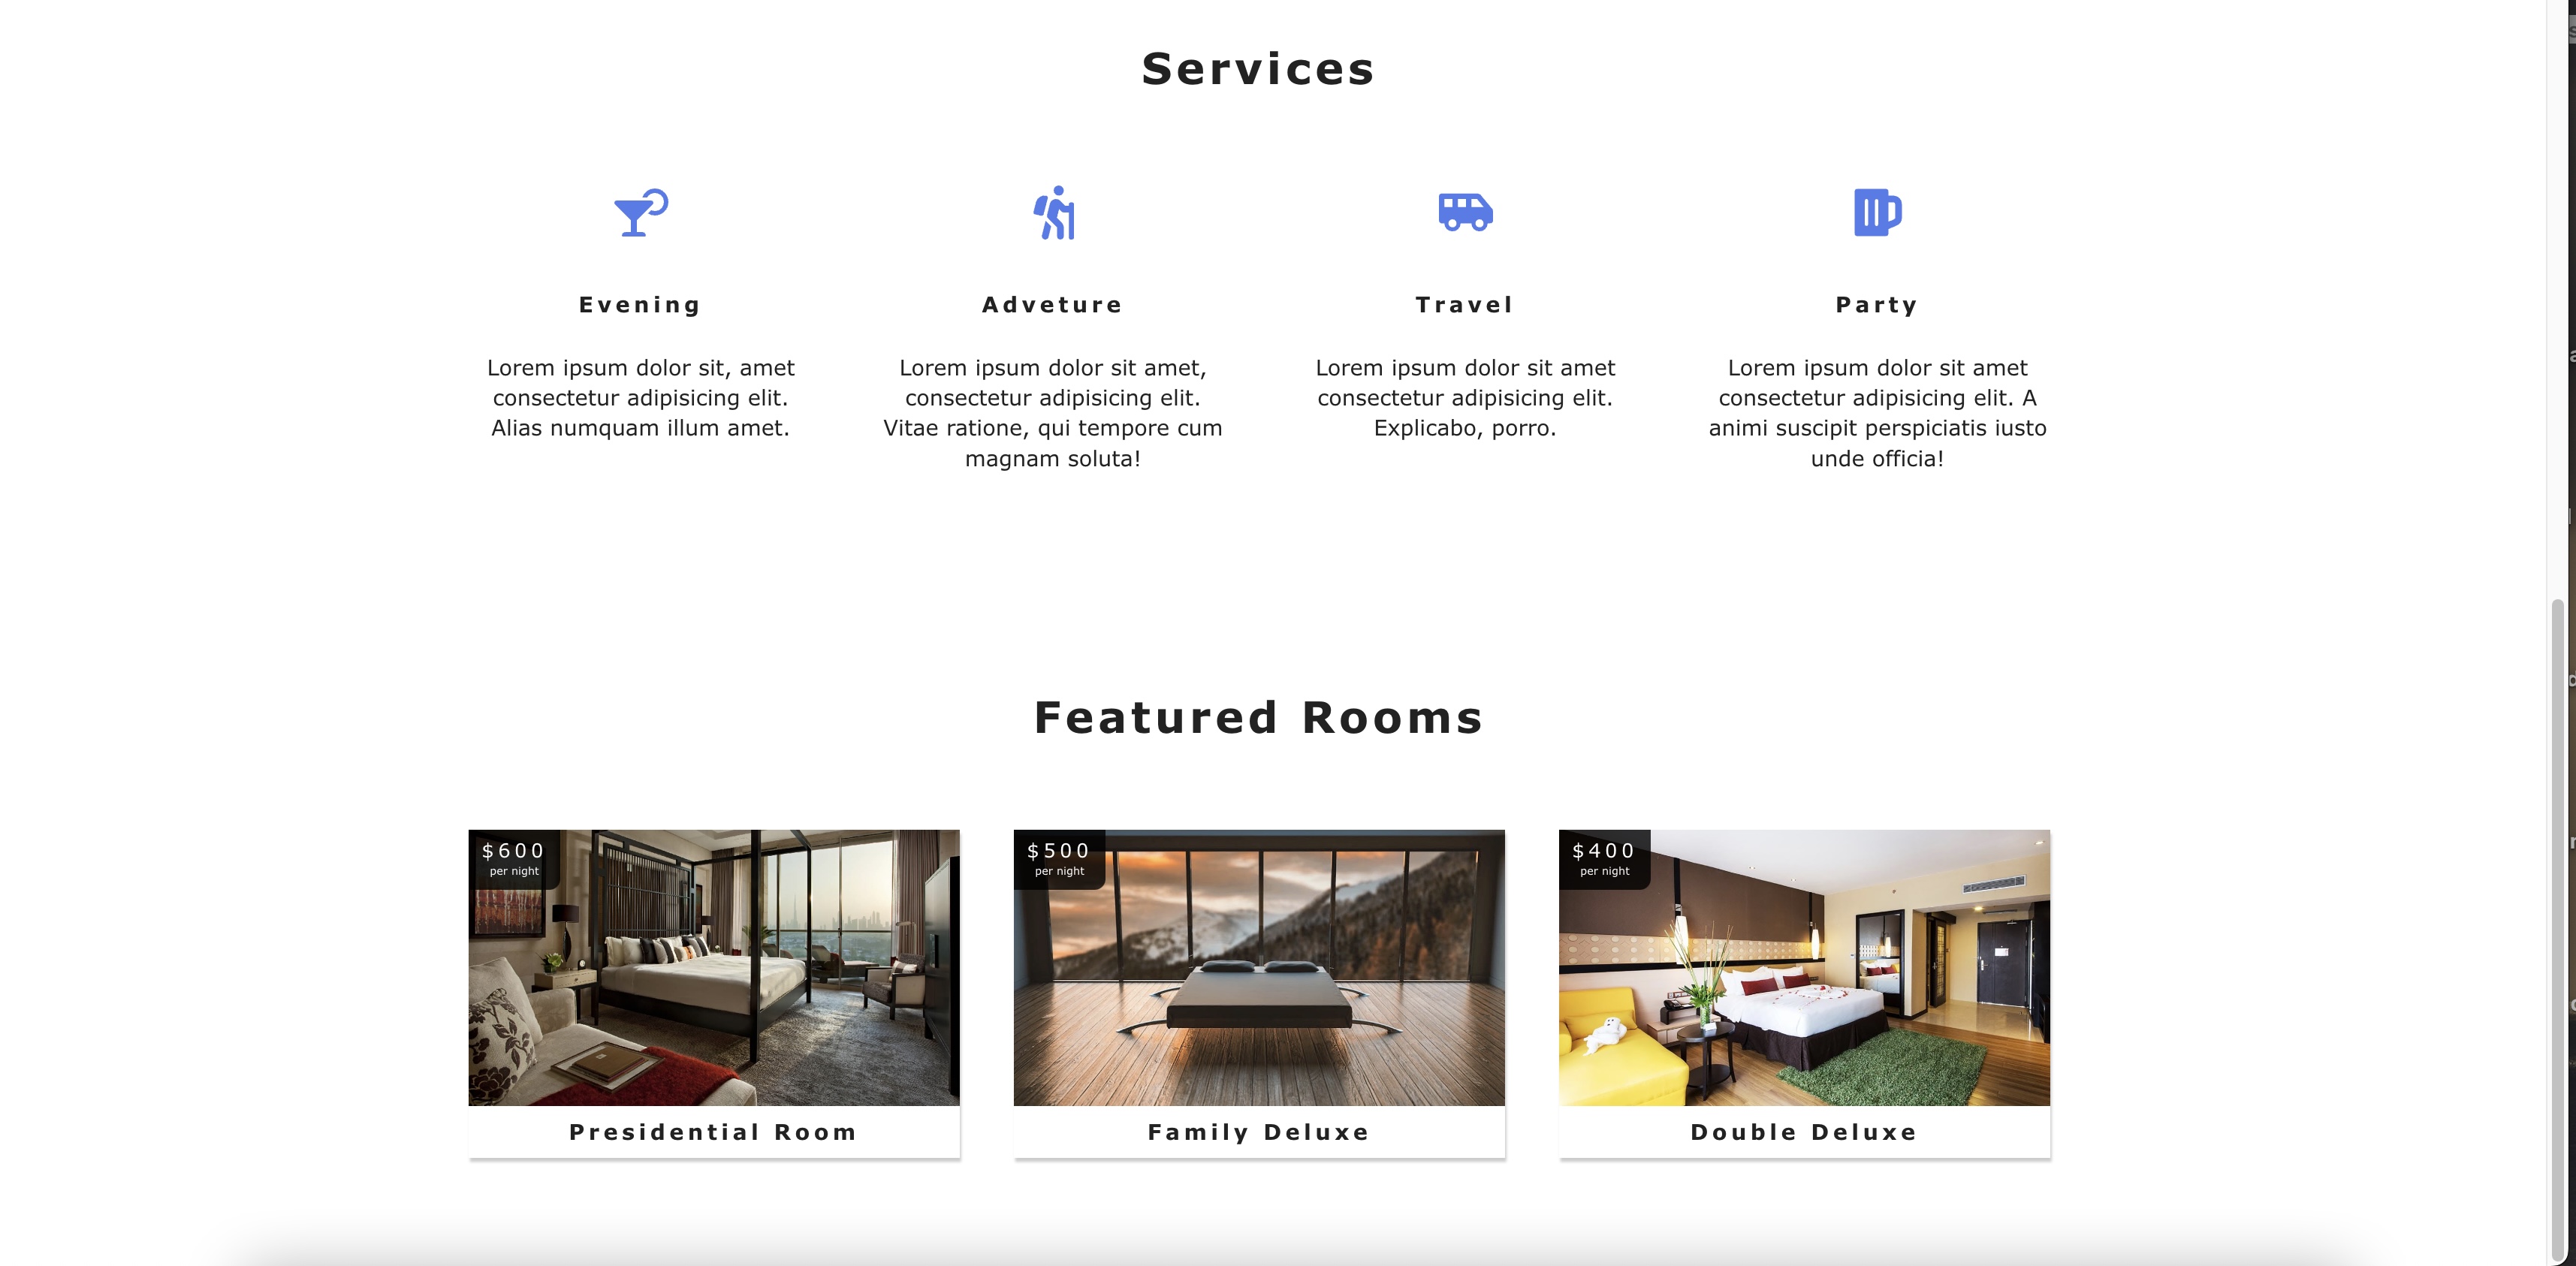 Services
Evening
Adveture
Travel
Party
Lorem ipsum dolor sit, amet
consectetur adipisicing elit.
Alias numquam illum amet.
Lorem ipsum dolor sit amet,
consectetur adipisicing elit.
Vitae ratione, qui tempore cum
magnam soluta!
Lorem ipsum dolor sit amet
consectetur adipisicing elit.
Explicabo, porro.
Lorem ipsum dolor sit amet
consectetur adipisicing elit. A
animi suscipit perspiciatis iusto
unde officia!
Featured Rooms
$600
per night
$500
per night
$400
per night
Presidential Room
Family Deluxe
Double Deluxe